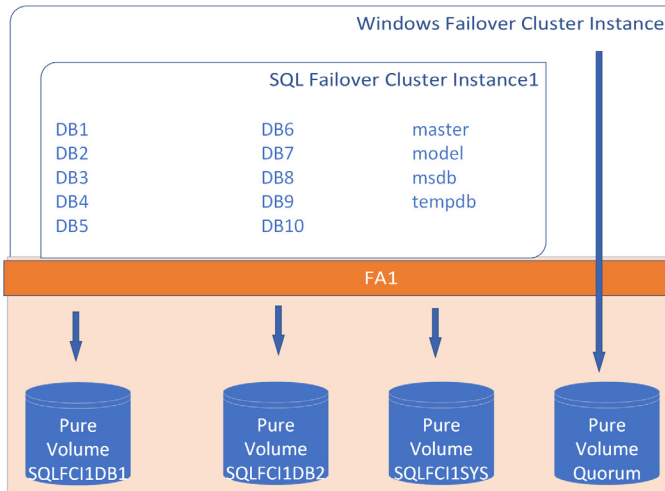 Windows Failover Cluster Instance
SQL Failover Cluster Instance1
DB1
DB2
DB3
DB4
DB5
DB6
DB7
DB8
DB9
DB10
master
model
msdb
tempdb
FA1
Pure
Volume
SQLFCI1DB1
Pure
Volume
SQLFCI1DB2
Pure
Volume
SQLFCI1SYS
Pure
Volume
Quorum